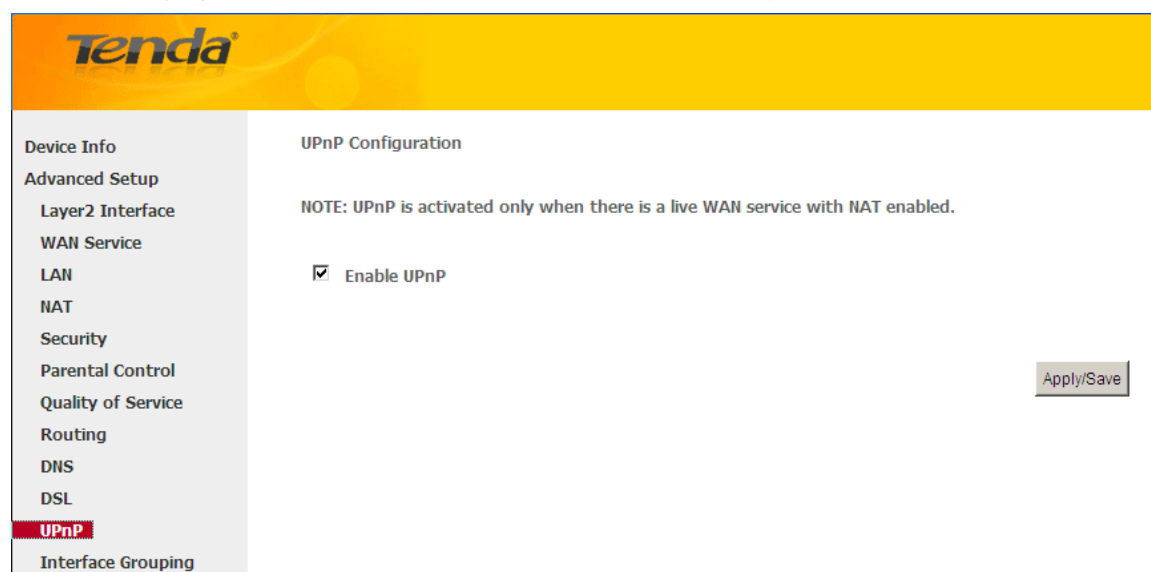 Tenda®
Device Info
Advanced Setup
Layer2 Interface
WAN Service
LAN
NAT
Security
Parental Control
Quality of Service
Routing
DNS
DSL
UPnP
Interface Grouping
UPnP Configuration
NOTE: UPnP is activated only when there is a live WAN service with NAT enabled.
Enable UPnP
Apply/Save